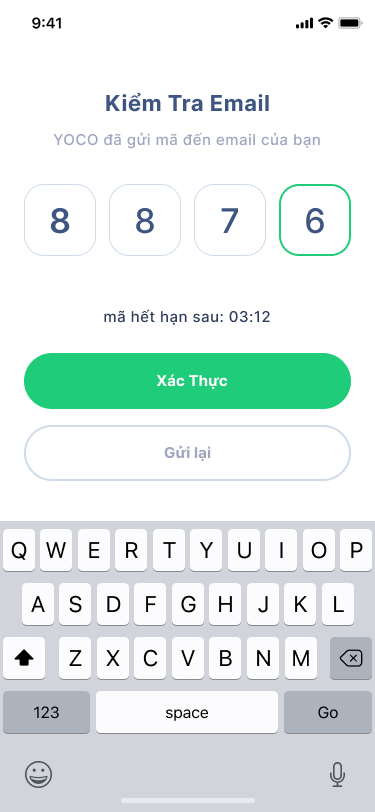 9:41
Kiểm Tra Email
YOCO đã gửi mã đến email của bạn
8 8 7 6
mã hết hạn sau: 03:12
Xác Thực
Gửi lại
Q W E R T Y U I O P
A S D F G H J K L
Z X C V B N M
123 space Go